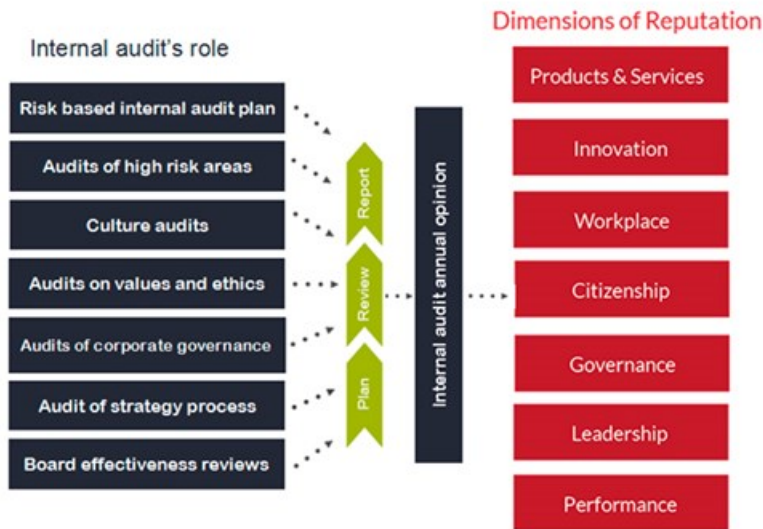 Dimensions of Reputation
Internal audit's role
Risk based internal audit plan
Audits of high risk areas
Culture audits
Audits on values and ethics
Audits of corporate governance
Audit of strategy process
Board effectiveness reviews
Report
Review
Plan
Internal audit annual opinion
Products & Services
Innovation
Workplace
Citizenship
Governance
Leadership
Performance